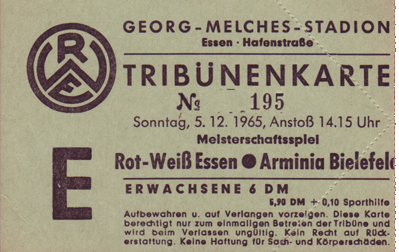 GEORG-MELCHES-STADION
Essen · Hafenstraße
RWE
TRIBÜNENKARTE
№ 195
Sonntag, 5. 12. 1965, Anstoß 14.15 Uhr
Meisterschaftsspiel
E
Rot-Weiß Essen ● Arminia Bielefeld
ERWACHSENE 6 DM
5,90 DM + 0,10 Sporthilfe
Aufbewahren u. auf Verlangen vorzeigen. Diese Karte
berechtigt nur zum einmaligen Betreten der Tribüne und
wird beim Verlassen ungültig. Kein Recht auf Rück-
erstattung. Keine Haftung für Sach- und Körperschäden.